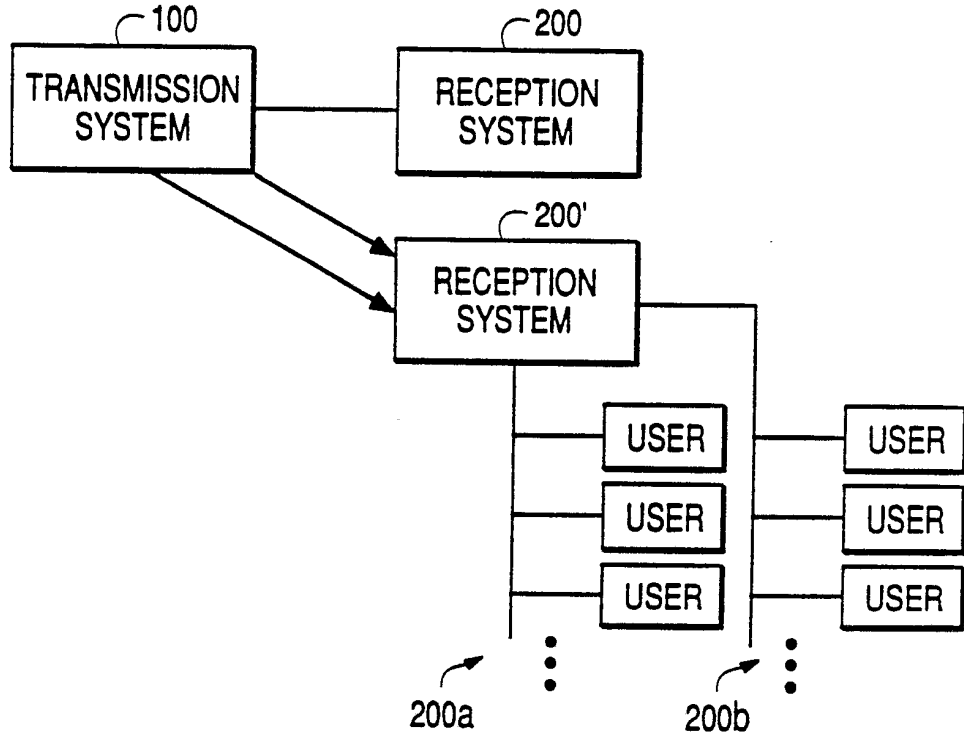 100
TRANSMISSION
SYSTEM
200
RECEPTION
SYSTEM
200'
RECEPTION
SYSTEM
USER
USER
USER
USER
USER
USER
200a
200b